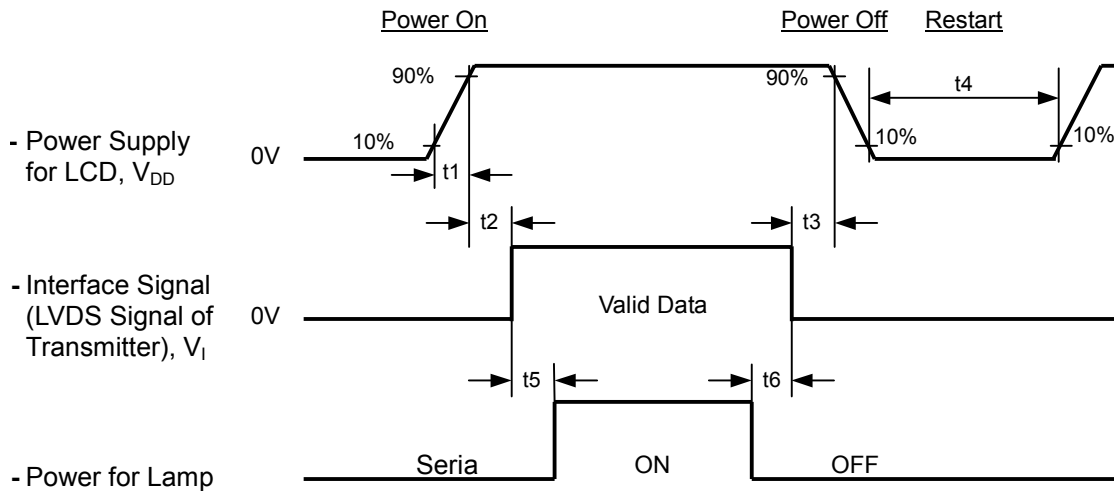 Power On
Power Off
Restart
90%
90%
t4
10%
10%
10%
- Power Supply
for LCD, VDD
0V
t1
t2
t3
- Interface Signal
(LVDS Signal of
Transmitter), VI
0V
Valid Data
t5
t6
- Power for Lamp
Seria
ON
OFF